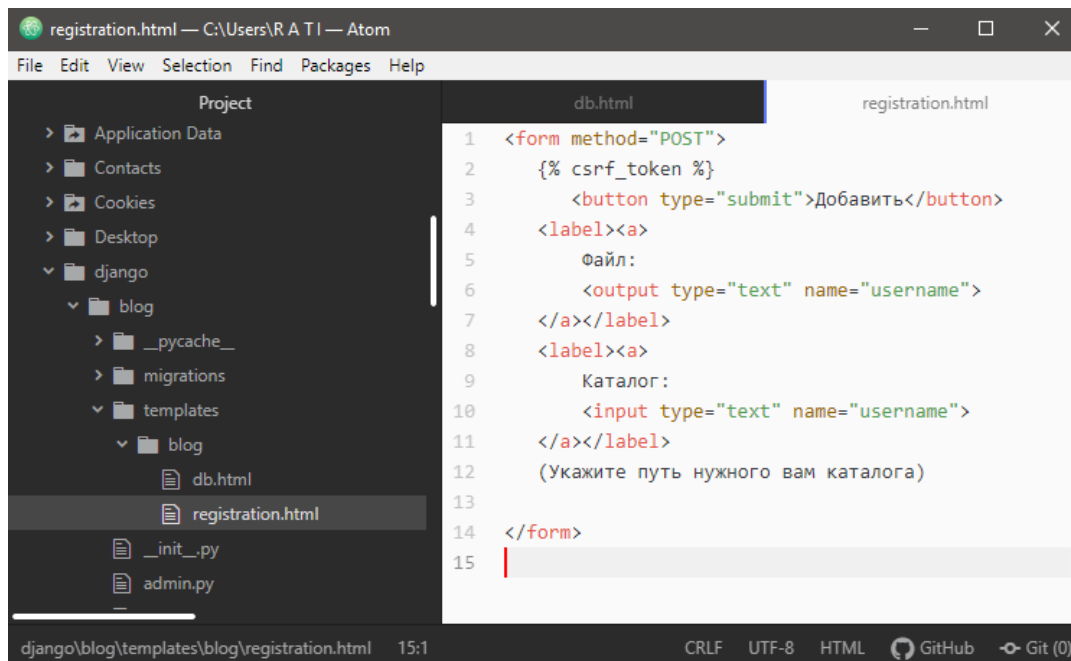 registration.html — C:\Users\R A T I — Atom
File Edit View Selection Find Packages Help
Project
Application Data
Contacts
Cookies
Desktop
django
blog
__pycache__
migrations
templates
blog
db.html
registration.html
__init__.py
admin.py
db.html registration.html
1 <form method="POST">
2 {% csrf_token %}
3 <button type="submit">Добавить</button>
4 <label><a>
5 Файл:
6 <output type="text" name="username">
7 </a></label>
8 <label><a>
9 Каталог:
10 <input type="text" name="username">
11 </a></label>
12 (Укажите путь нужного вам каталога)
13
14 </form>
15
django\blog\templates\blog\registration.html 15:1 CRLF UTF-8 HTML GitHub Git (0)